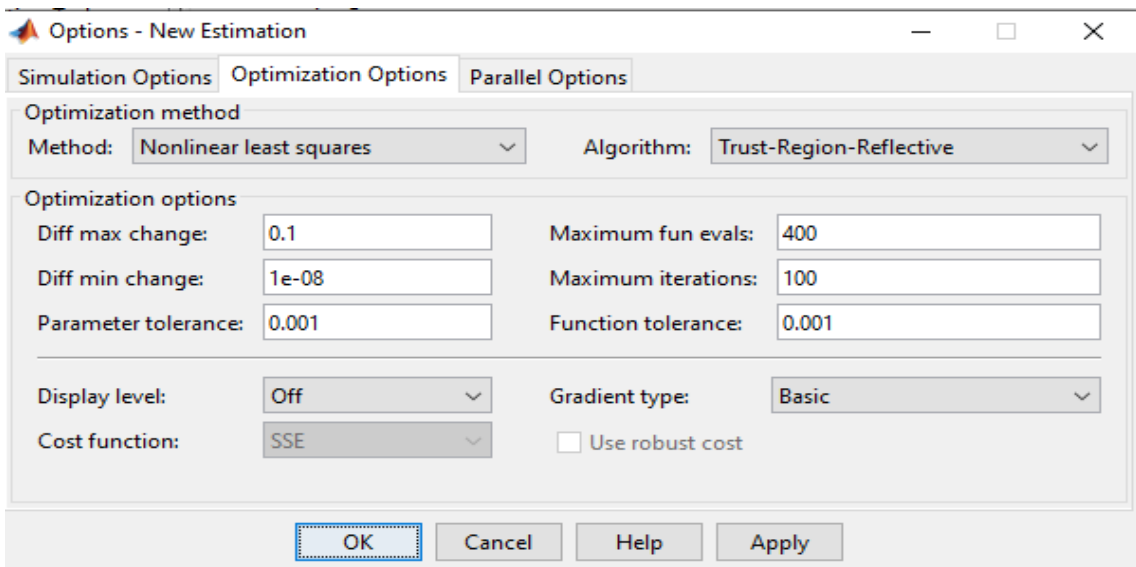 Options - New Estimation
Simulation Options Optimization Options Parallel Options
Optimization method
Method: Nonlinear least squares Algorithm: Trust-Region-Reflective
Optimization options
Diff max change: 0.1 Maximum fun evals: 400
Diff min change: 1e-08 Maximum iterations: 100
Parameter tolerance: 0.001 Function tolerance: 0.001
Display level: Off Gradient type: Basic
Cost function: SSE Use robust cost
OK Cancel Help Apply